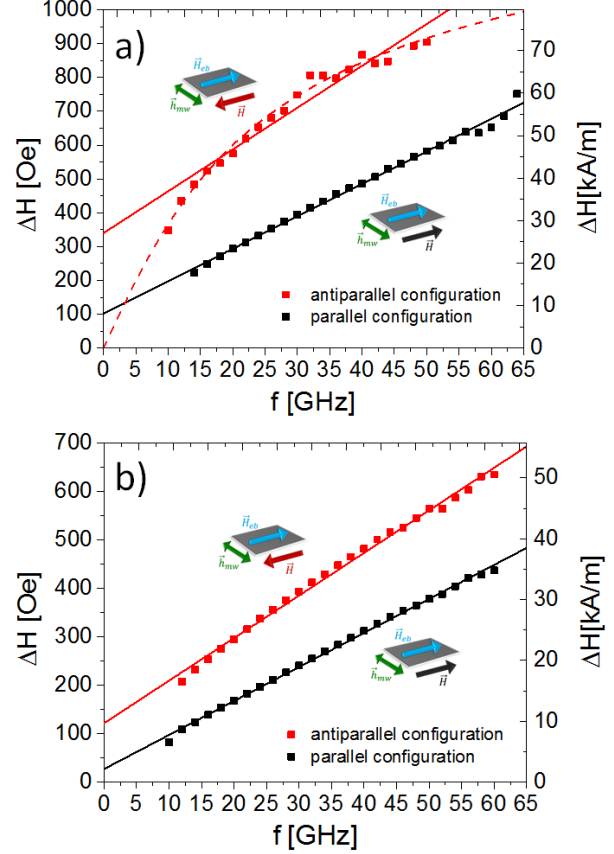 a)
ΔH [Oe]
1000
900
800
700
600
500
400
300
200
100
0
ΔH[kA/m]
70
60
50
40
30
20
10
0
H⃗eb
h⃗mw
H⃗
H⃗eb
h⃗mw
H⃗
antiparallel configuration
parallel configuration
0 5 10 15 20 25 30 35 40 45 50 55 60 65
f [GHz]
b)
ΔH [Oe]
700
600
500
400
300
200
100
0
ΔH[kA/m]
50
40
30
20
10
0
H⃗eb
h⃗mw
H⃗
H⃗eb
h⃗mw
H⃗
antiparallel configuration
parallel configuration
0 5 10 15 20 25 30 35 40 45 50 55 60 65
f [GHz]